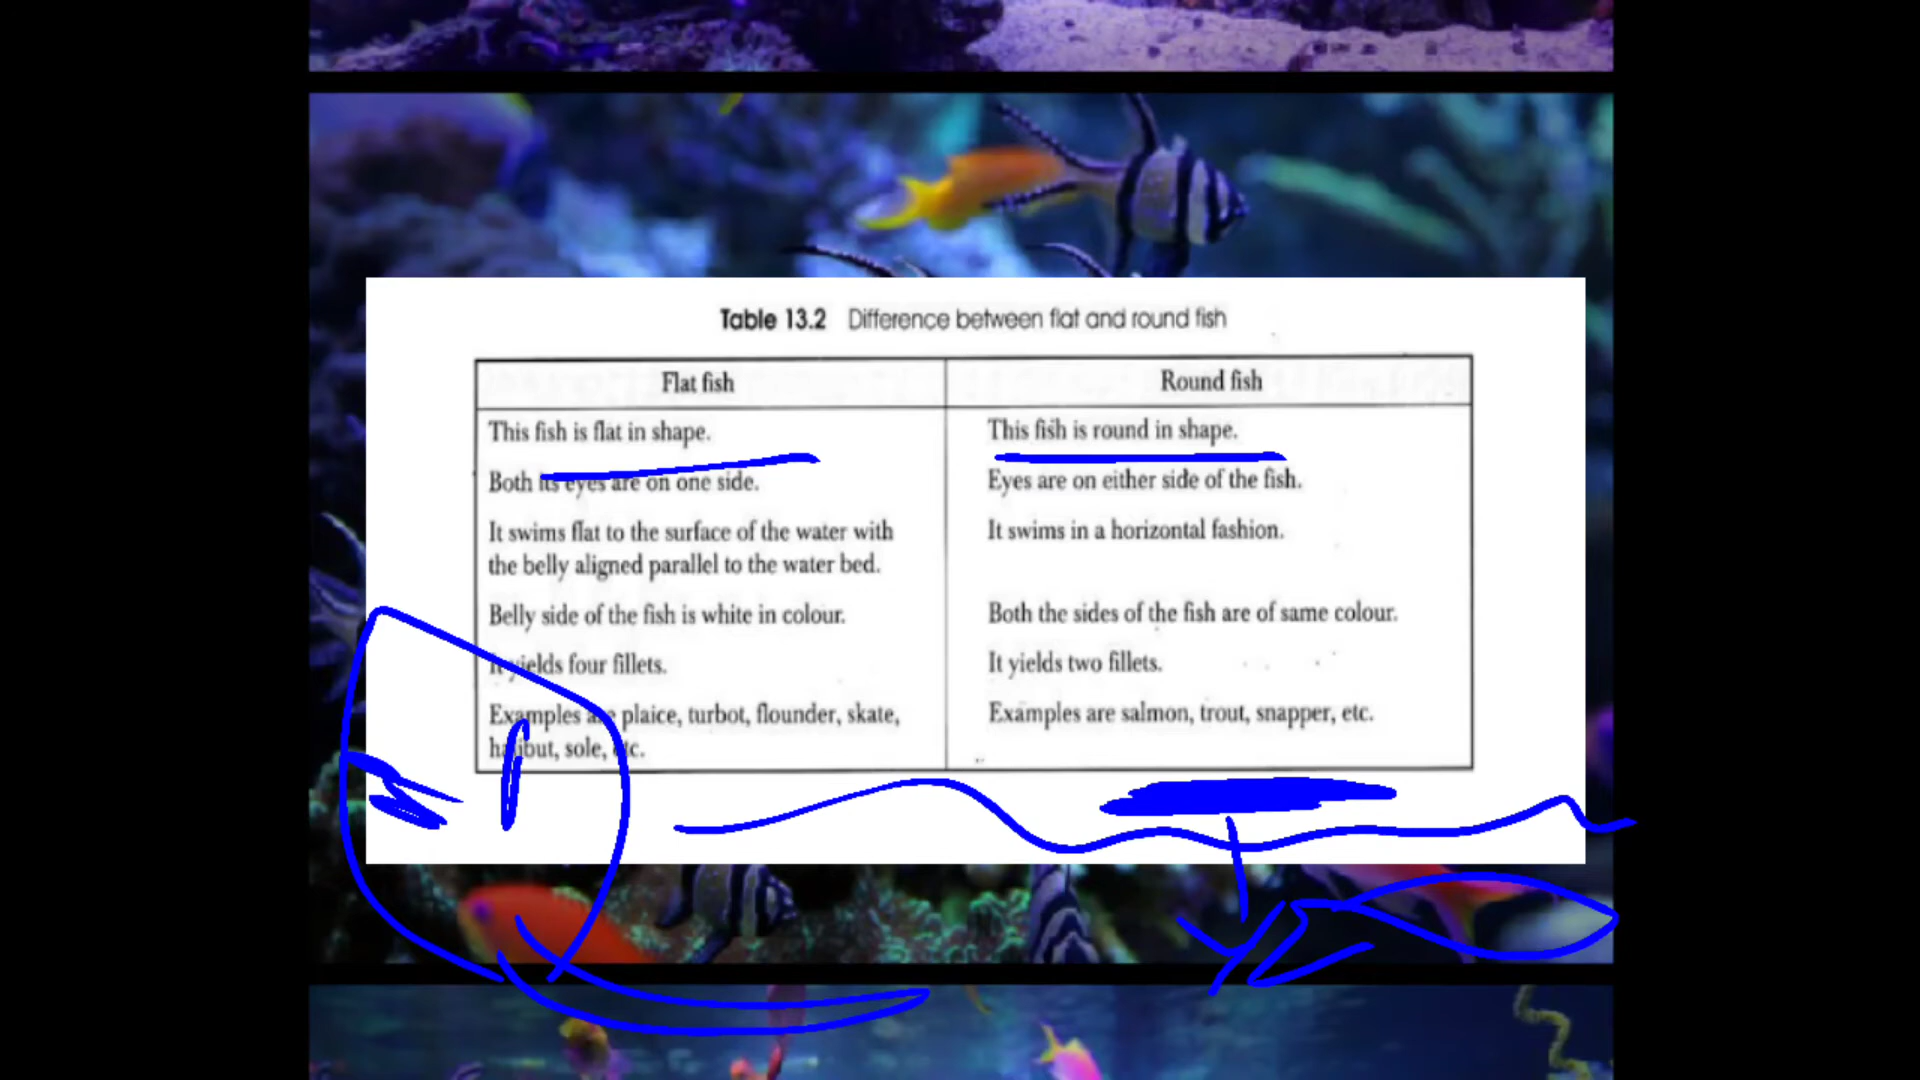 Table 13.2 Difference between flat and round fish
Flat fish
Round fish
This fish is flat in shape.
This fish is round in shape.
Both its eyes are on one side.
Eyes are on either side of the fish.
It swims flat to the surface of the water with
the belly aligned parallel to the water bed.
It swims in a horizontal fashion.
Belly side of the fish is white in colour.
Both the sides of the fish are of same colour.
It yields four fillets.
It yields two fillets.
Examples are plaice, turbot, flounder, skate,
halibut, sole, etc.
Examples are salmon, trout, snapper, etc.